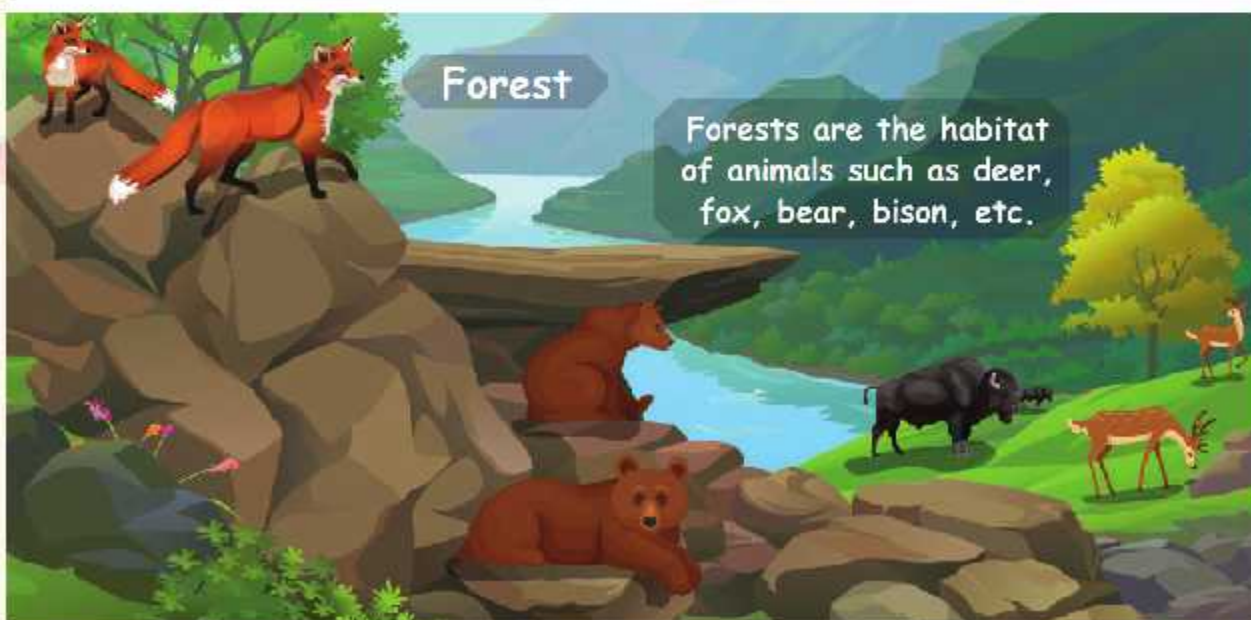 Forest
Forests are the habitat
of animals such as deer,
fox, bear, bison, etc.